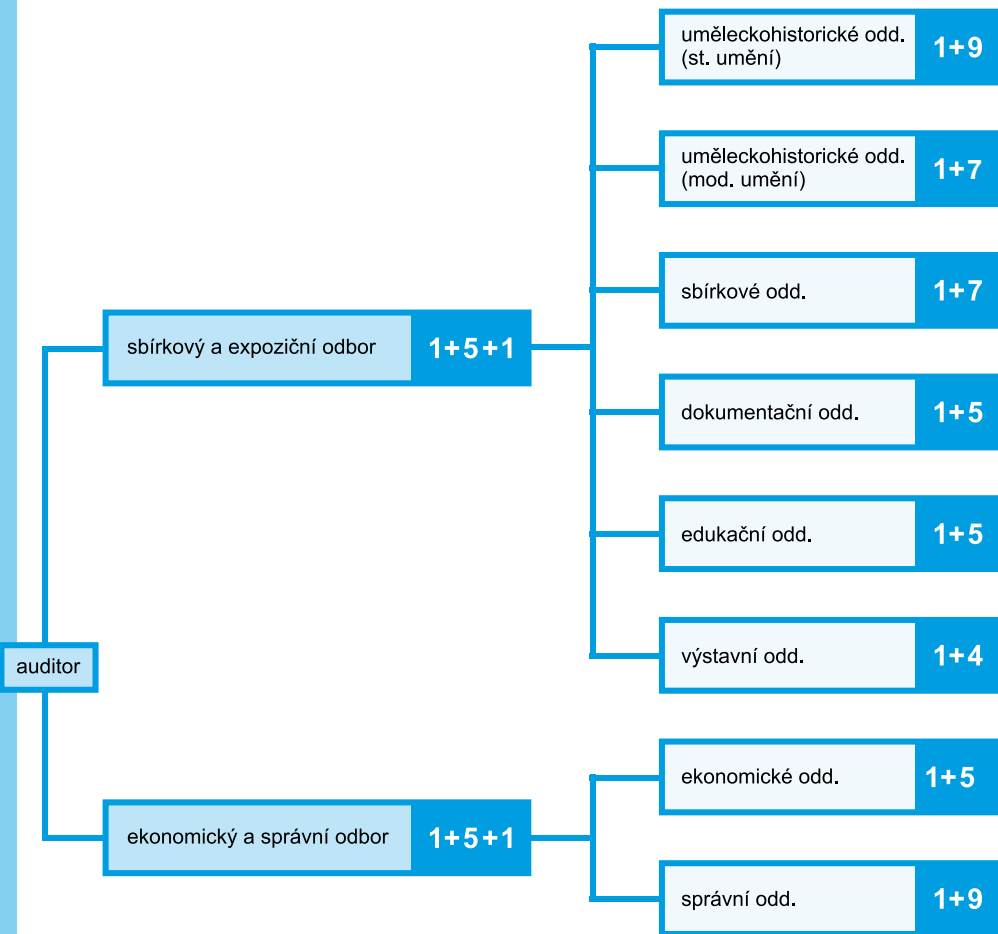 uměleckohistorické odd.
(st. umění)
1+9
uměleckohistorické odd.
(mod. umění)
1+7
sbírkové odd.
1+7
sbírkový a expoziční odbor
1+5+1
dokumentační odd.
1+5
edukační odd.
1+5
auditor
výstavní odd.
1+4
ekonomické odd.
1+5
ekonomický a správní odbor
1+5+1
správní odd.
1+9